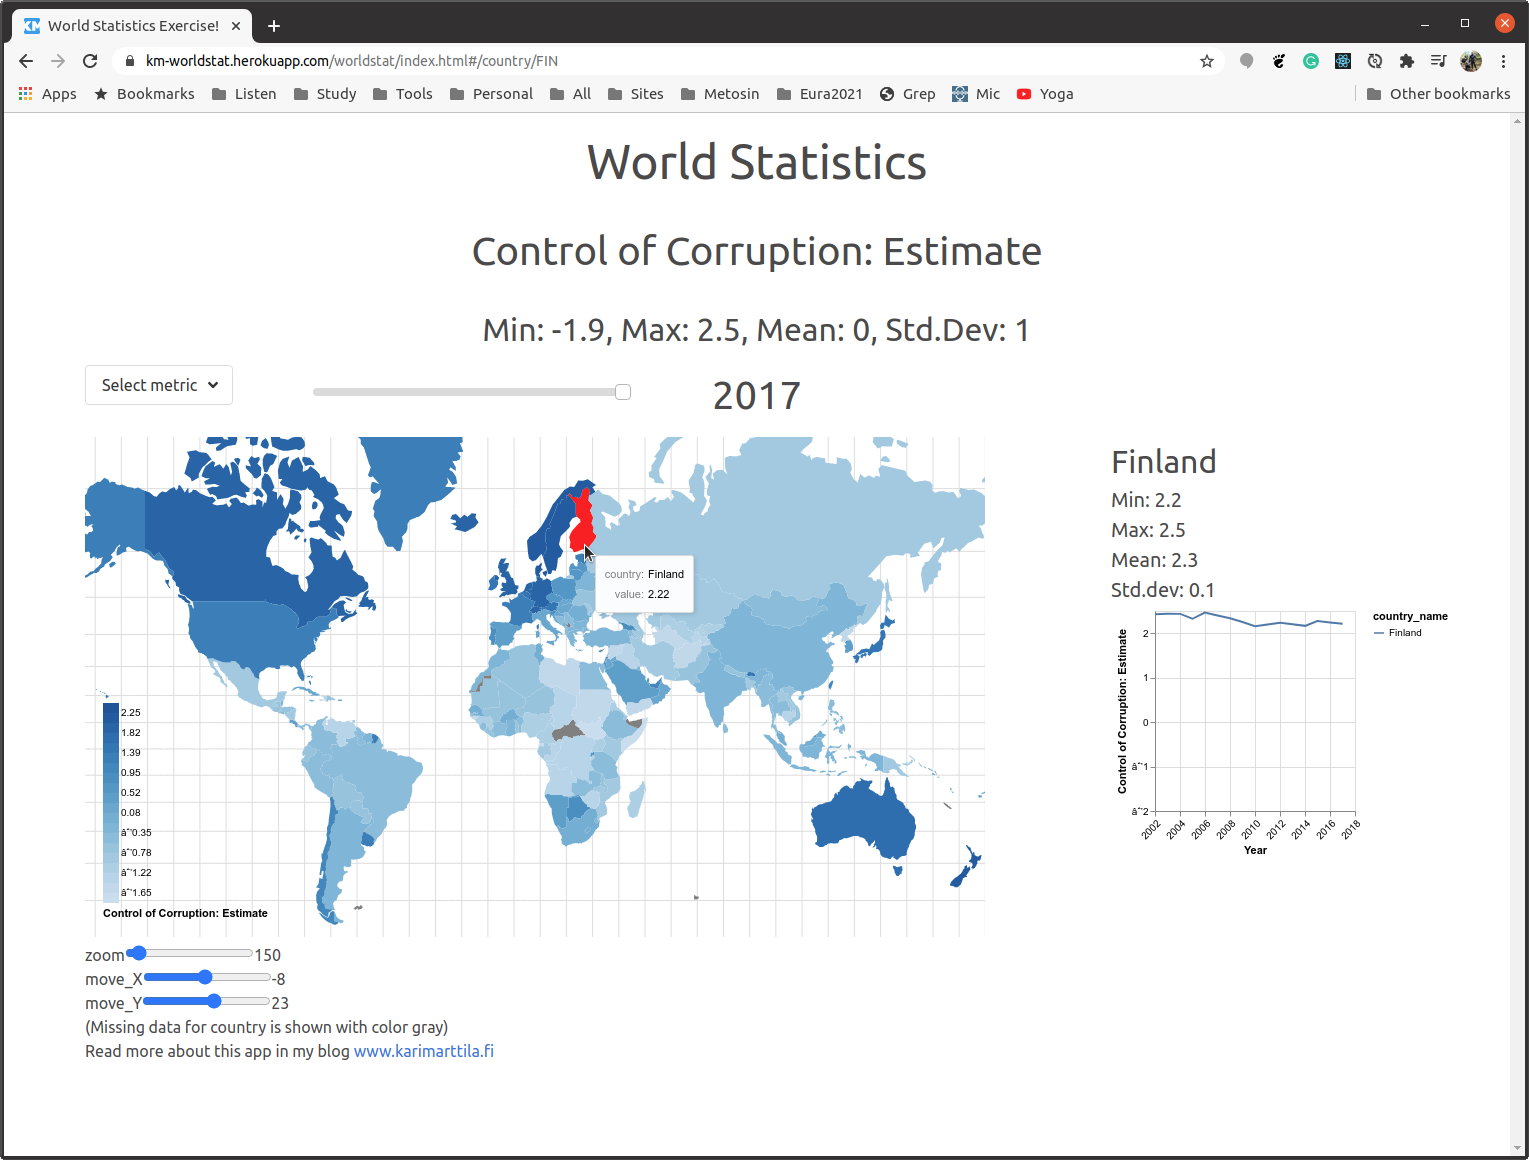 World Statistics Exercise!
km-worldstat.herokuapp.com/worldstat/index.html#/country/FIN
Apps Bookmarks Listen Study Tools Personal All Sites Metosin Eura2021 Grep Mic Yoga Other bookmarks
World Statistics
Control of Corruption: Estimate
Min: -1.9, Max: 2.5, Mean: 0, Std.Dev: 1
Select metric
2017
country: Finland
value: 2.22
2.25
1.82
1.39
0.95
0.52
0.08
âˆ'0.35
âˆ'0.78
âˆ'1.22
âˆ'1.65
Control of Corruption: Estimate
zoom 150
move_X -8
move_Y 23
(Missing data for country is shown with color gray)
Read more about this app in my blog www.karimarttila.fi
Finland
Min: 2.2
Max: 2.5
Mean: 2.3
Std.dev: 0.1
Control of Corruption: Estimate
2
1
0
âˆ'1
âˆ'2
2002 2004 2006 2008 2010 2012 2014 2016 2018
Year
country_name
Finland